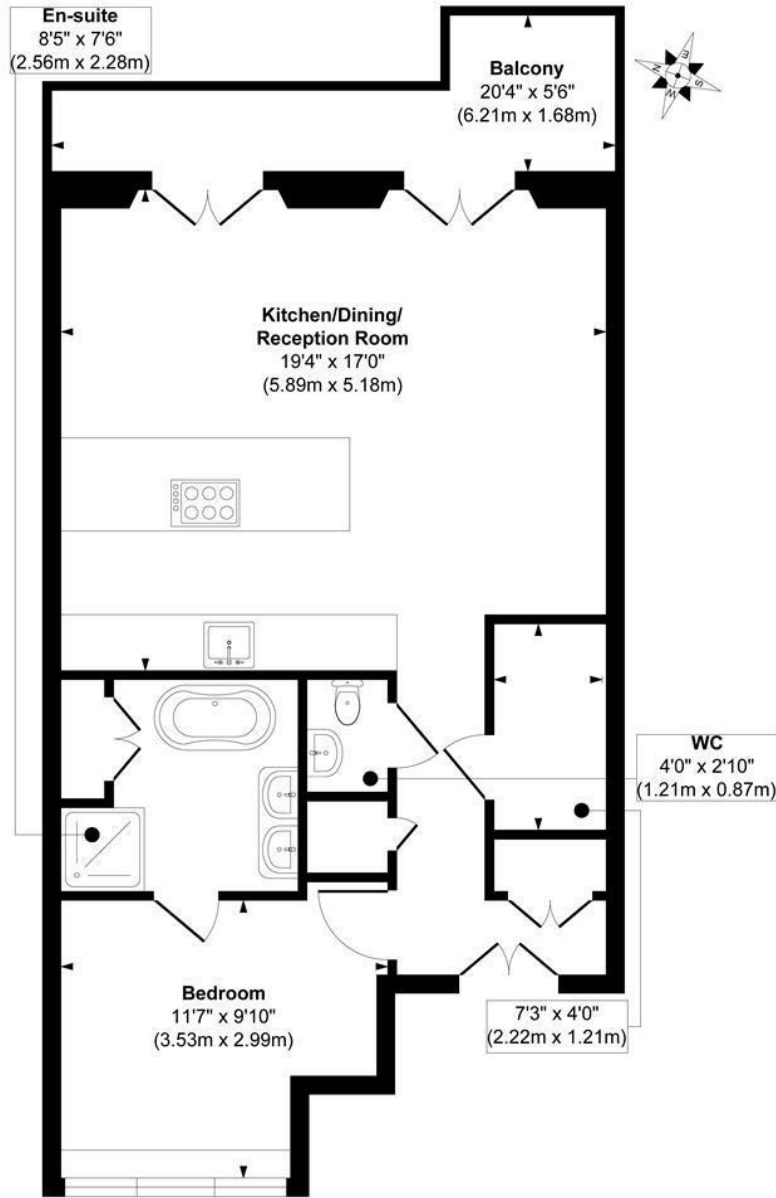 En-suite
8'5" x 7'6"
(2.56m x 2.28m)
Balcony
20'4" x 5'6"
(6.21m x 1.68m)
N
E
S
W
Kitchen/Dining/
Reception Room
19'4" x 17'0"
(5.89m x 5.18m)
WC
4'0" x 2'10"
(1.21m x 0.87m)
Bedroom
11'7" x 9'10"
(3.53m x 2.99m)
7'3" x 4'0"
(2.22m x 1.21m)